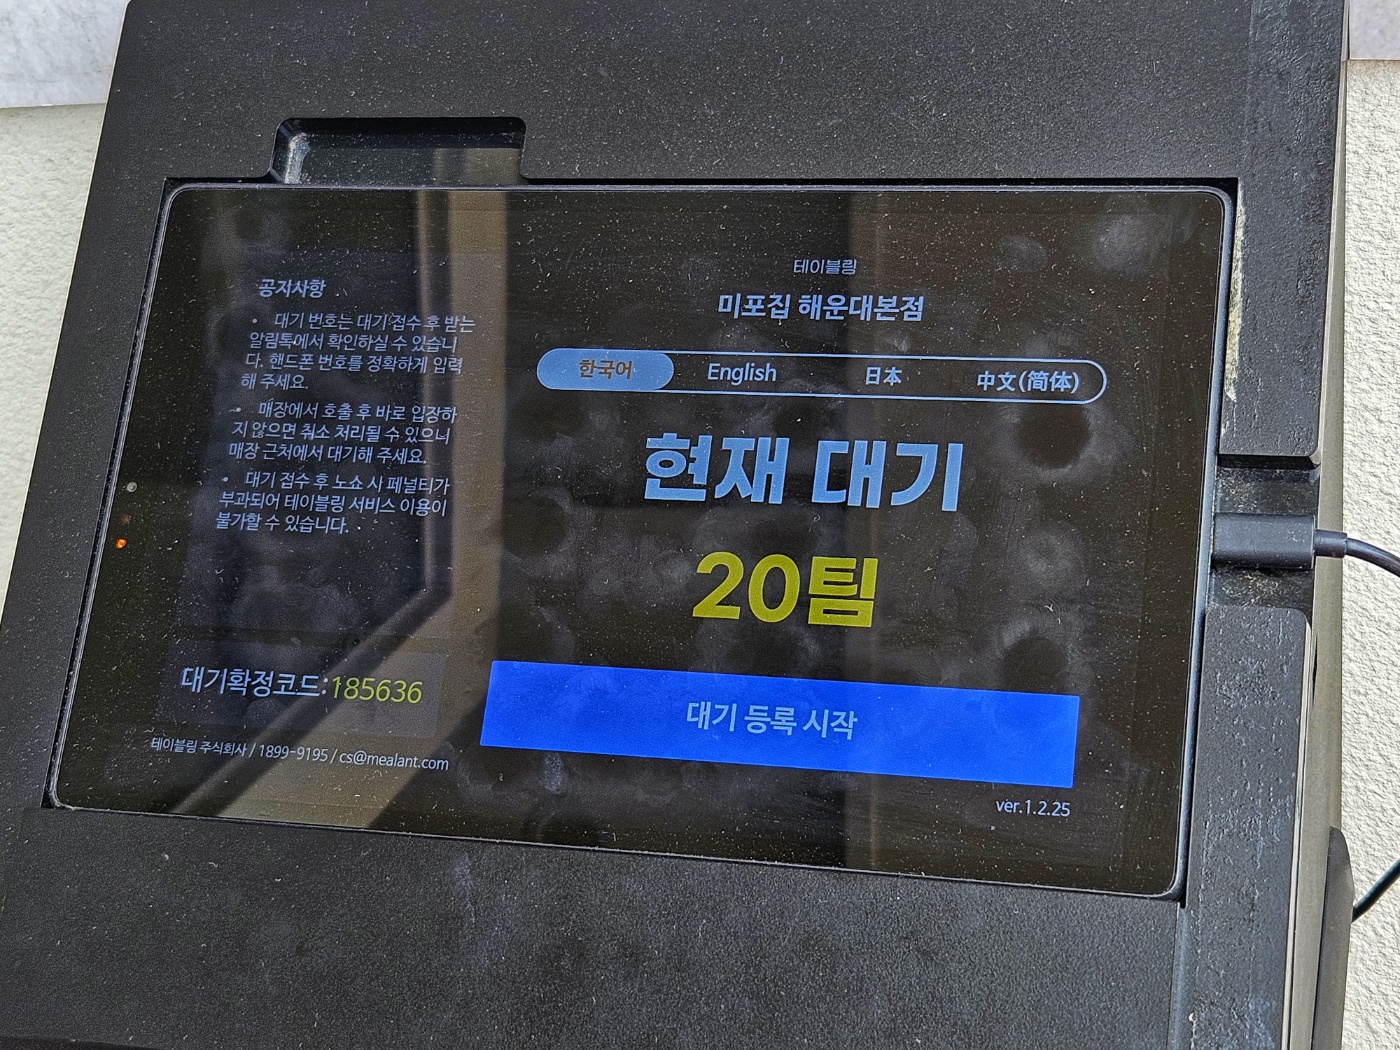 공지사항
• 대기 번호는 대기 접수 후 받는
알림톡에서 확인하실 수 있습니
다. 핸드폰 번호를 정확하게 입력
해 주세요.
• 매장에서 호출 후 바로 입장하
지 않으면 취소 처리될 수 있으니
매장 근처에서 대기해 주세요.
• 대기 접수 후 노쇼 시 페널티가
부과되어 테이블링 서비스 이용이
불가할 수 있습니다.
대기확정코드:185636
테이블링 주식회사 / 1899-9195 / cs@mealant.com
테이블링
미포집 해운대본점
한국어 English 日本 中文(简体)
현재 대기
20팀
대기 등록 시작
ver.1.2.25